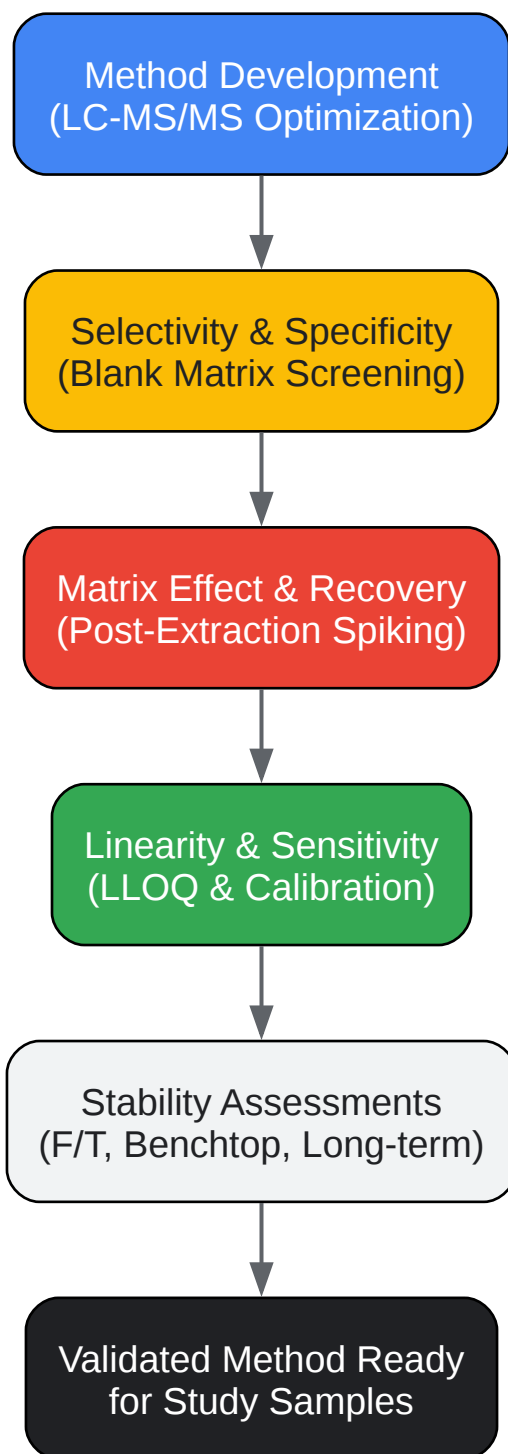 Method Development
(LC-MS/MS Optimization)
Selectivity & Specificity
(Blank Matrix Screening)
Matrix Effect & Recovery
(Post-Extraction Spiking)
Linearity & Sensitivity
(LLOQ & Calibration)
Stability Assessments
(F/T, Benchtop, Long-term)
Validated Method Ready
for Study Samples